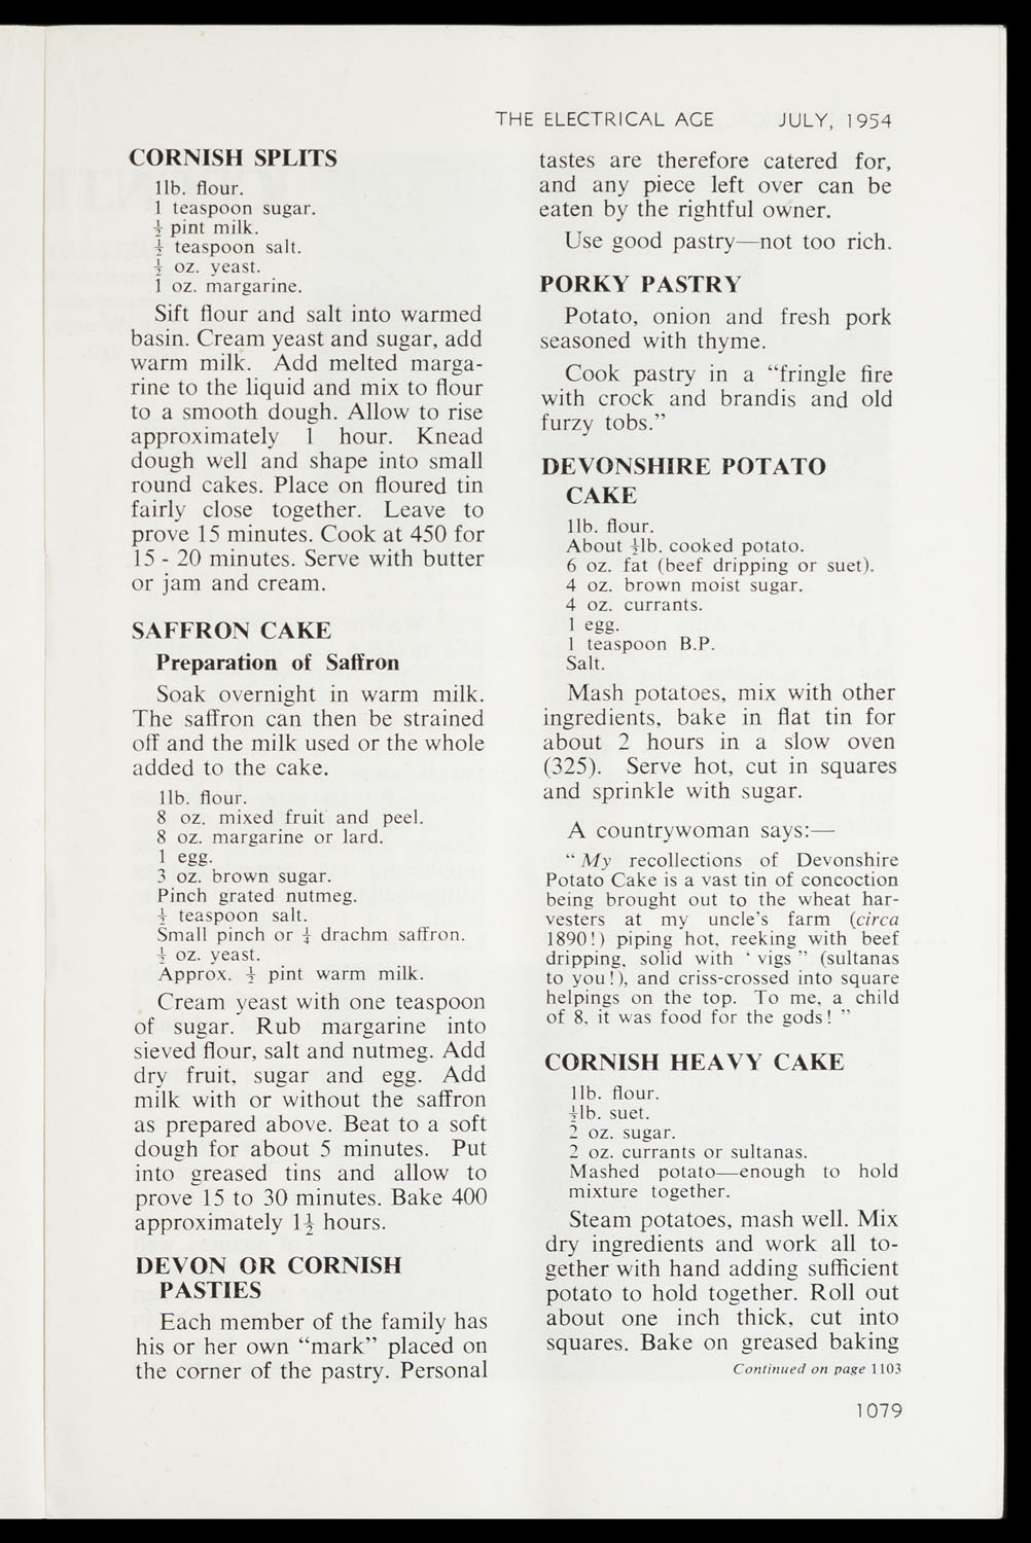 THE ELECTRICAL AGE JULY, 1954
CORNISH SPLITS
1lb. flour.
1 teaspoon sugar.
½ pint milk.
½ teaspoon salt.
½ oz. yeast.
1 oz. margarine.
Sift flour and salt into warmed
basin. Cream yeast and sugar, add
warm milk. Add melted marga-
rine to the liquid and mix to flour
to a smooth dough. Allow to rise
approximately 1 hour. Knead
dough well and shape into small
round cakes. Place on floured tin
fairly close together. Leave to
prove 15 minutes. Cook at 450 for
15 - 20 minutes. Serve with butter
or jam and cream.
SAFFRON CAKE
Preparation of Saffron
Soak overnight in warm milk.
The saffron can then be strained
off and the milk used or the whole
added to the cake.
1lb. flour.
8 oz. mixed fruit and peel.
8 oz. margarine or lard.
1 egg.
3 oz. brown sugar.
Pinch grated nutmeg.
½ teaspoon salt.
Small pinch or ¼ drachm saffron.
½ oz. yeast.
Approx. ½ pint warm milk.
Cream yeast with one teaspoon
of sugar. Rub margarine into
sieved flour, salt and nutmeg. Add
dry fruit, sugar and egg. Add
milk with or without the saffron
as prepared above. Beat to a soft
dough for about 5 minutes. Put
into greased tins and allow to
prove 15 to 30 minutes. Bake 400
approximately 1½ hours.
DEVON OR CORNISH
PASTIES
Each member of the family has
his or her own “mark” placed on
the corner of the pastry. Personal
tastes are therefore catered for,
and any piece left over can be
eaten by the rightful owner.
Use good pastry—not too rich.
PORKY PASTRY
Potato, onion and fresh pork
seasoned with thyme.
Cook pastry in a “fringle fire
with crock and brandis and old
furzy tobs.”
DEVONSHIRE POTATO
CAKE
1lb. flour.
About ½lb. cooked potato.
6 oz. fat (beef dripping or suet).
4 oz. brown moist sugar.
4 oz. currants.
1 egg.
1 teaspoon B.P.
Salt.
Mash potatoes, mix with other
ingredients, bake in flat tin for
about 2 hours in a slow oven
(325). Serve hot, cut in squares
and sprinkle with sugar.
A countrywoman says:—
“ My recollections of Devonshire
Potato Cake is a vast tin of concoction
being brought out to the wheat har-
vesters at my uncle’s farm (circa
1890!) piping hot, reeking with beef
dripping, solid with ‘ vigs ” (sultanas
to you!), and criss-crossed into square
helpings on the top. To me, a child
of 8, it was food for the gods! ”
CORNISH HEAVY CAKE
1lb. flour.
½lb. suet.
2 oz. sugar.
2 oz. currants or sultanas.
Mashed potato—enough to hold
mixture together.
Steam potatoes, mash well. Mix
dry ingredients and work all to-
gether with hand adding sufficient
potato to hold together. Roll out
about one inch thick, cut into
squares. Bake on greased baking
Continued on page 1103
1079